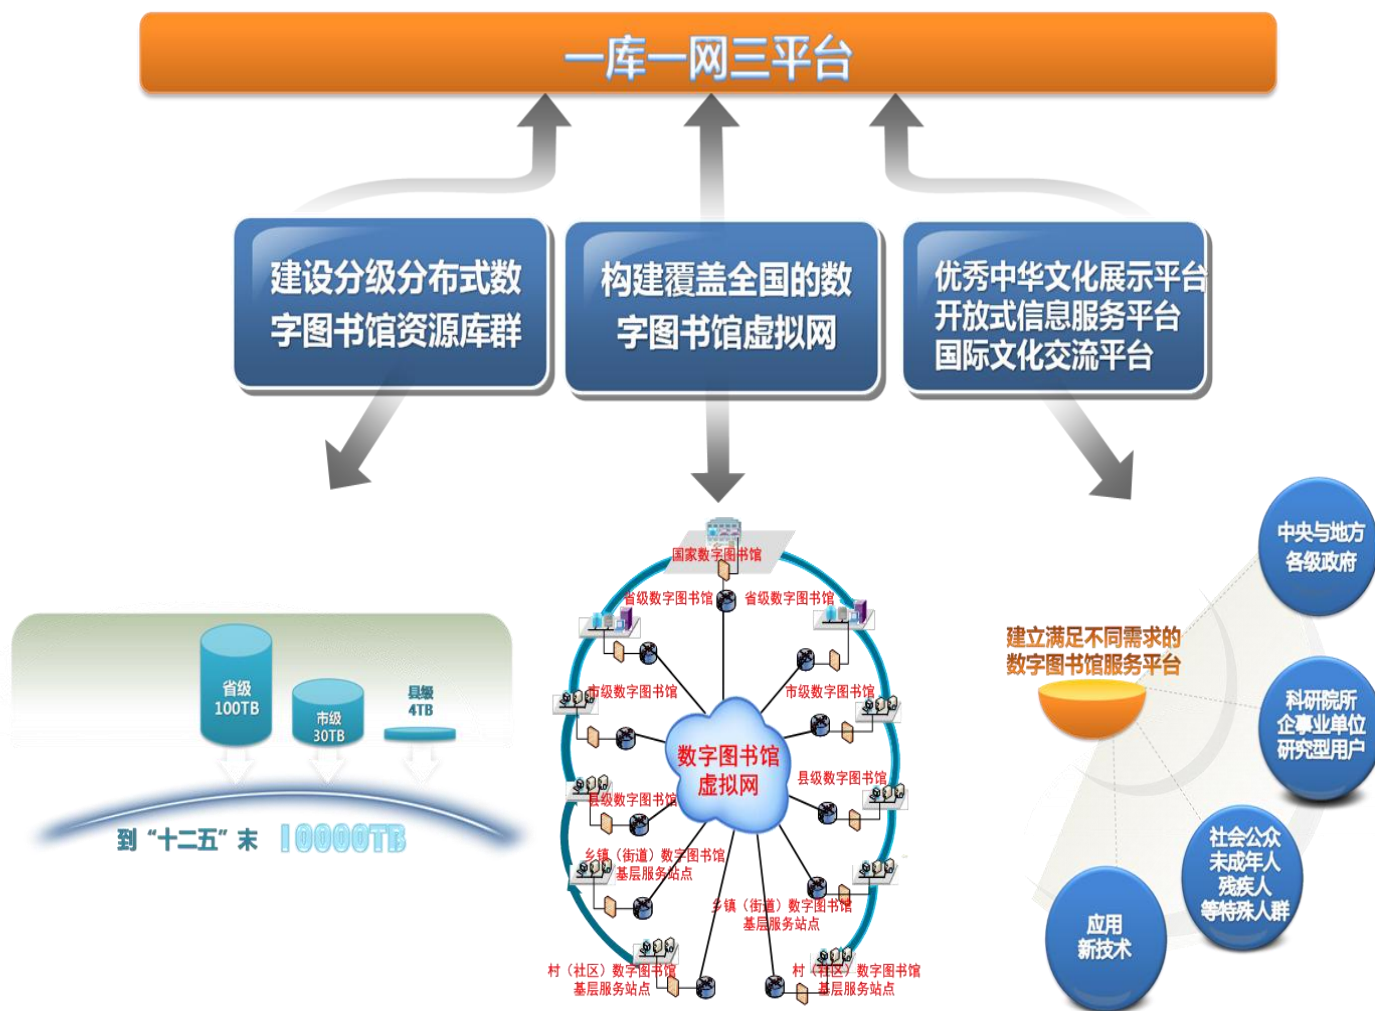 一库一网三平台
建设分级分布式数
字图书馆资源库群
构建覆盖全国的数
字图书馆虚拟网
优秀中华文化展示平台
开放式信息服务平台
国际文化交流平台
省级
100TB
市级
30TB
县级
4TB
到“十二五”末 10000TB
国家数字图书馆
省级数字图书馆
省级数字图书馆
市级数字图书馆
市级数字图书馆
数字图书馆
虚拟网
县级数字图书馆
县级数字图书馆
乡镇（街道）数字图书馆
基层服务站点
乡镇（街道）数字图书馆
基层服务站点
村（社区）数字图书馆
基层服务站点
村（社区）数字图书馆
基层服务站点
建立满足不同需求的
数字图书馆服务平台
中央与地方
各级政府
科研院所
企事业单位
研究型用户
社会公众
未成年人
残疾人
等特殊人群
应用
新技术